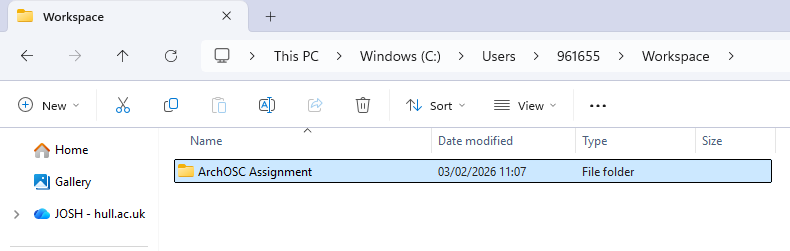 Workspace
This PC > Windows (C:) > Users > 961655 > Workspace >
New Sort View
Name Date modified Type Size
Home
ArchOSC Assignment 03/02/2026 11:07 File folder
Gallery
JOSH - hull.ac.uk